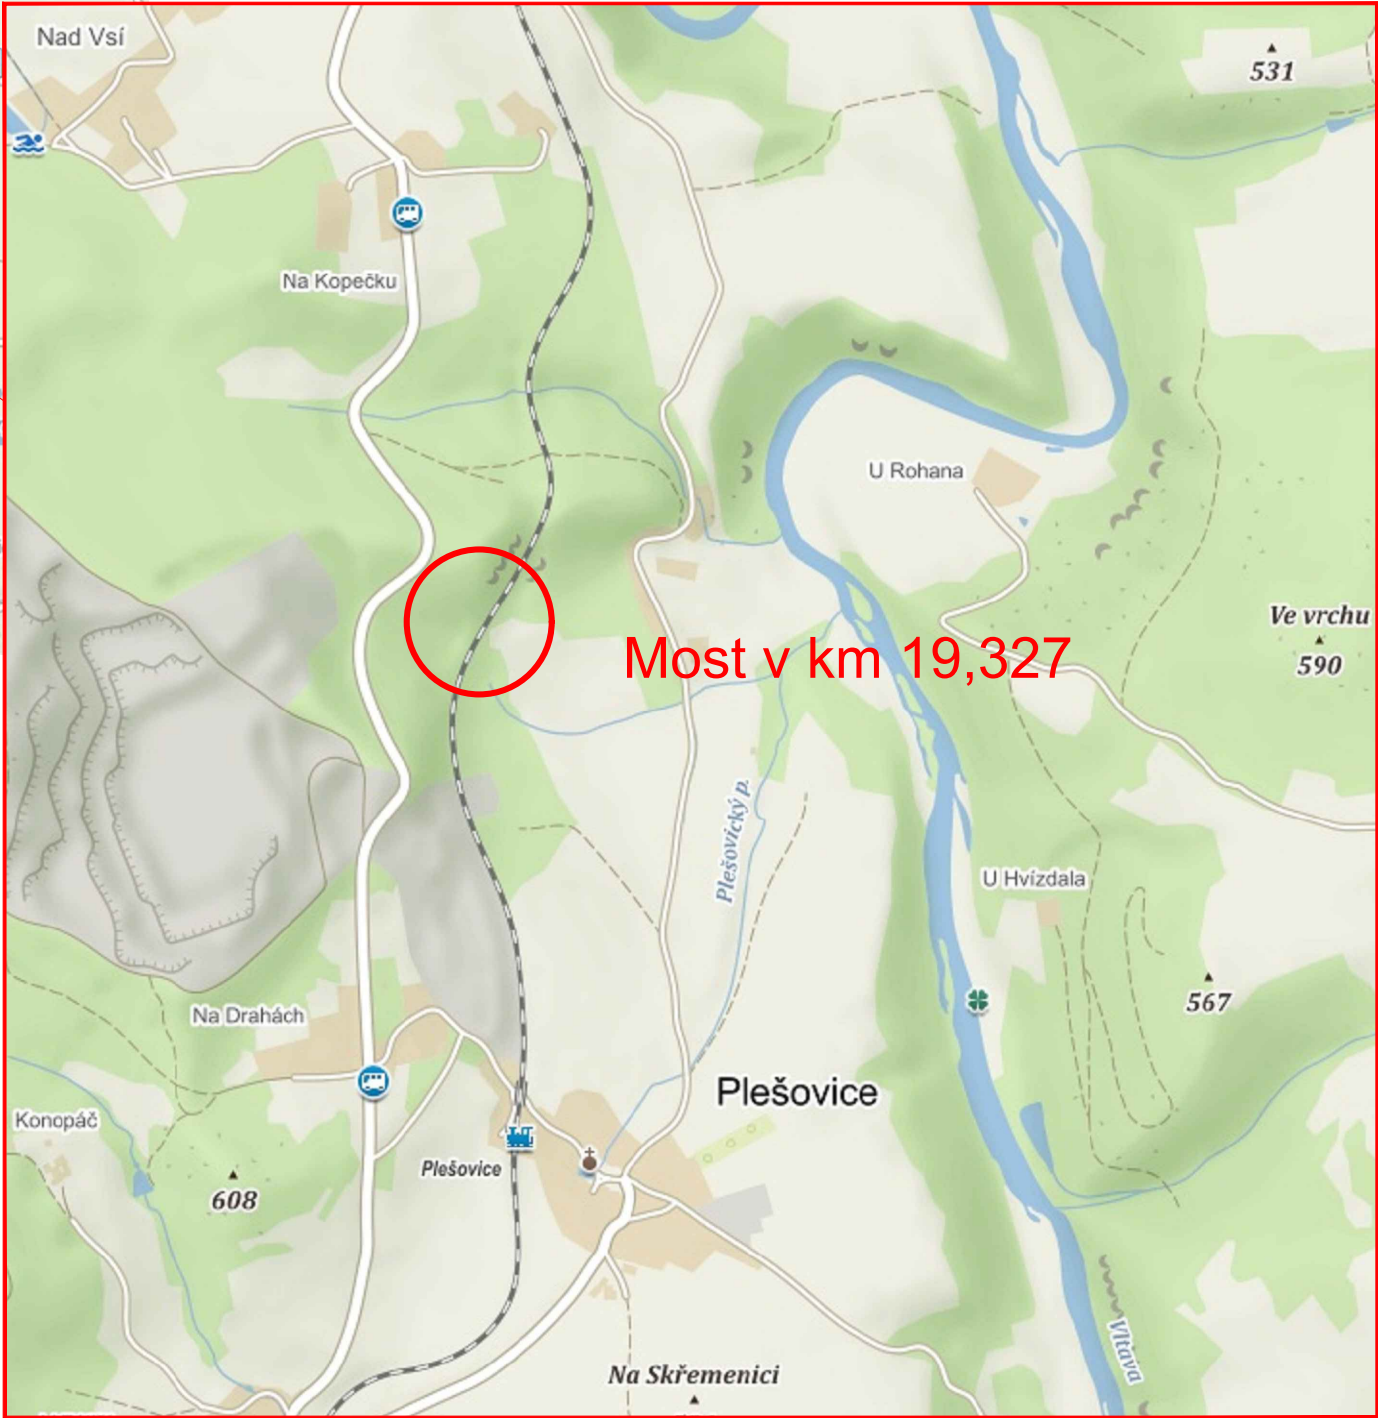 Nad Vsí
531
Na Kopečku
U Rohana
Ve vrchu
590
Most v km 19,327
Plešovický p.
U Hvízdala
567
Na Drahách
Plešovice
Konopáč
Plešovice
608
Vltava
Na Skřemenici